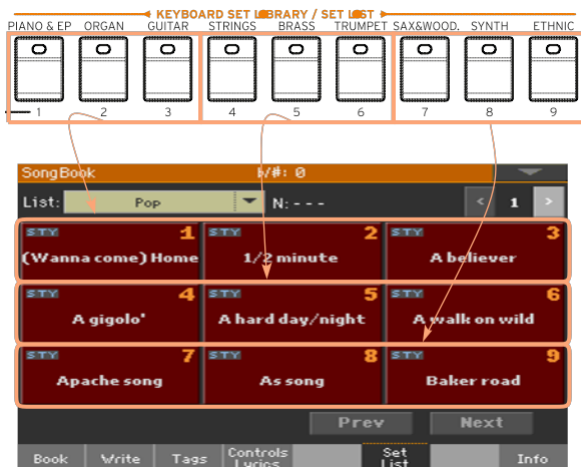 KEYBOARD SET LIBRARY / SET LIST
PIANO & EP ORGAN GUITAR STRINGS BRASS TRUMPET SAX&WOOD. SYNTH ETHNIC
1 2 3 4 5 6 7 8 9
SongBook ♭/#: 0
List: Pop N: --- < 1 >
STY 1 STY 2 STY 3
(Wanna come) Home 1/2 minute A believer
STY 4 STY 5 STY 6
A gigolo' A hard day/night A walk on wild
STY 7 STY 8 STY 9
Apache song As song Baker road
Prev Next
Book Write Tags Controls Lyrics Set List Info